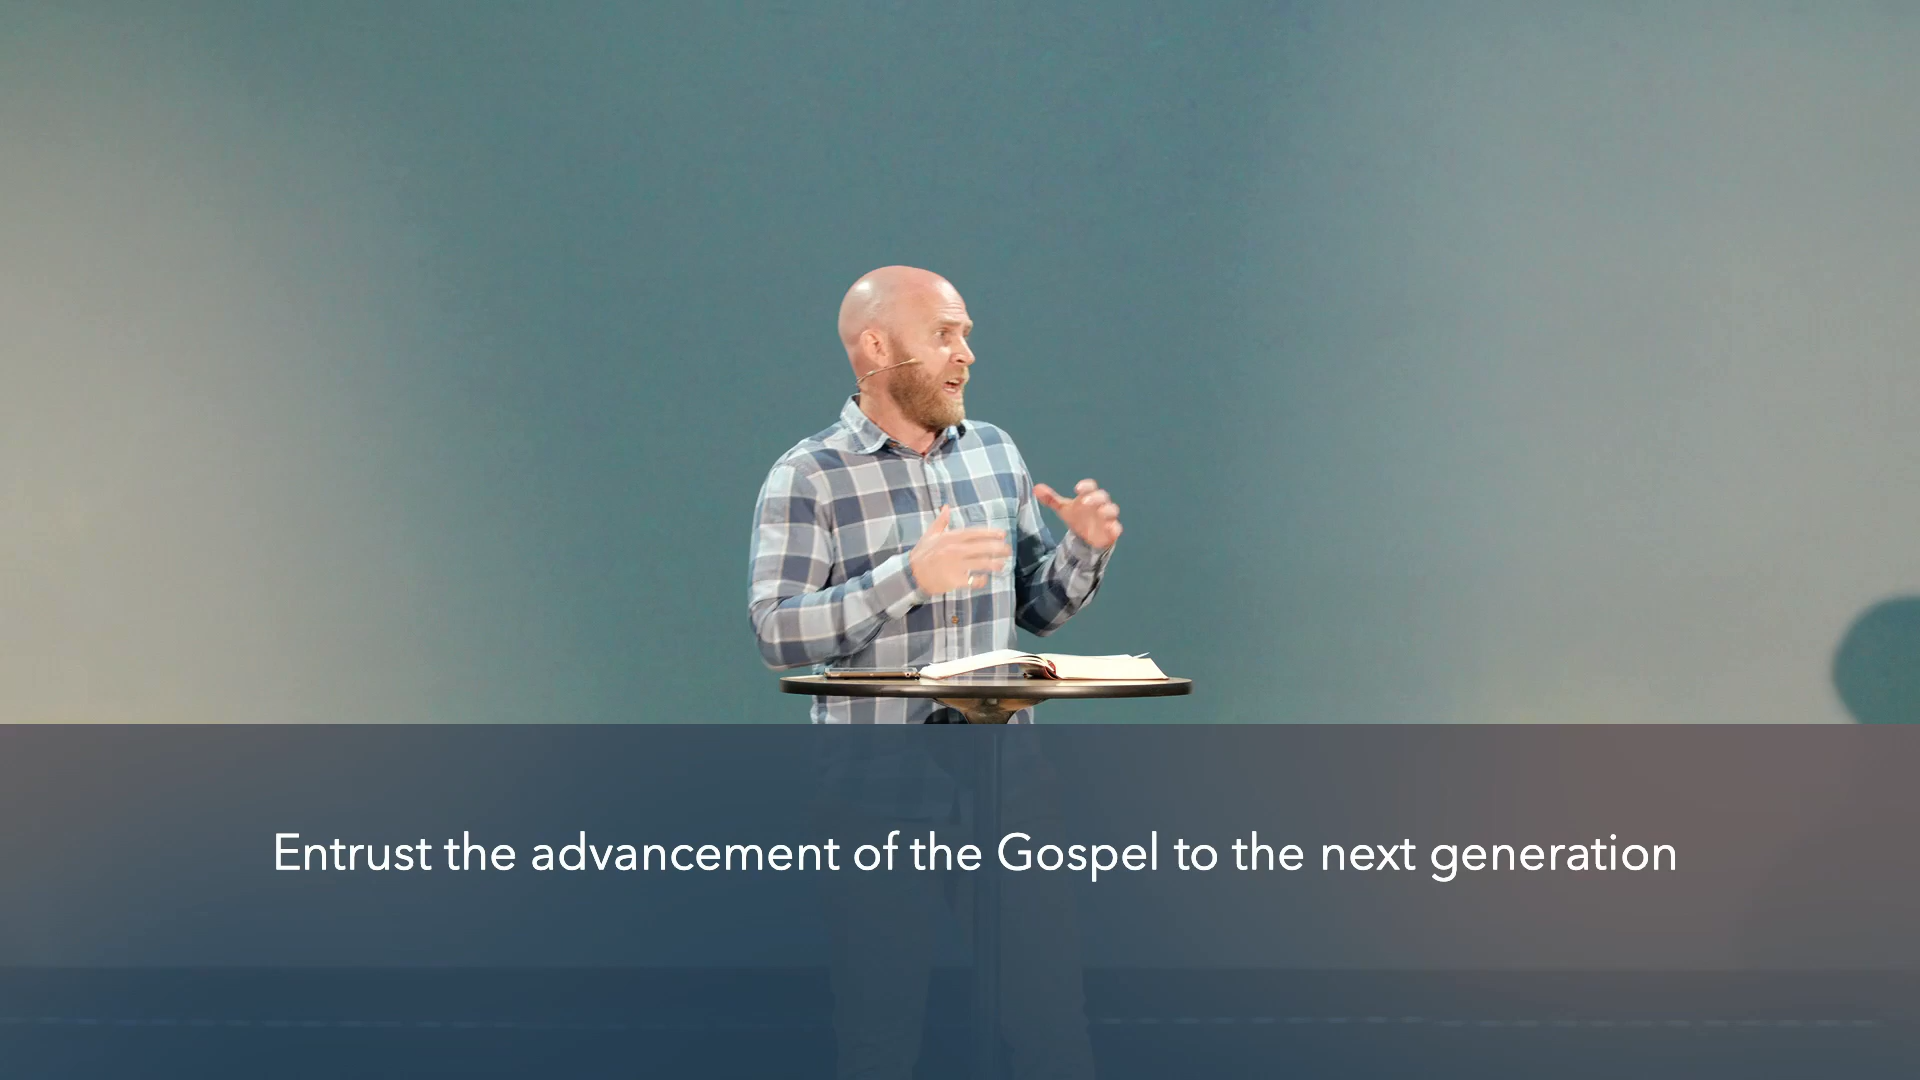 Entrust the advancement of the Gospel to the next generation